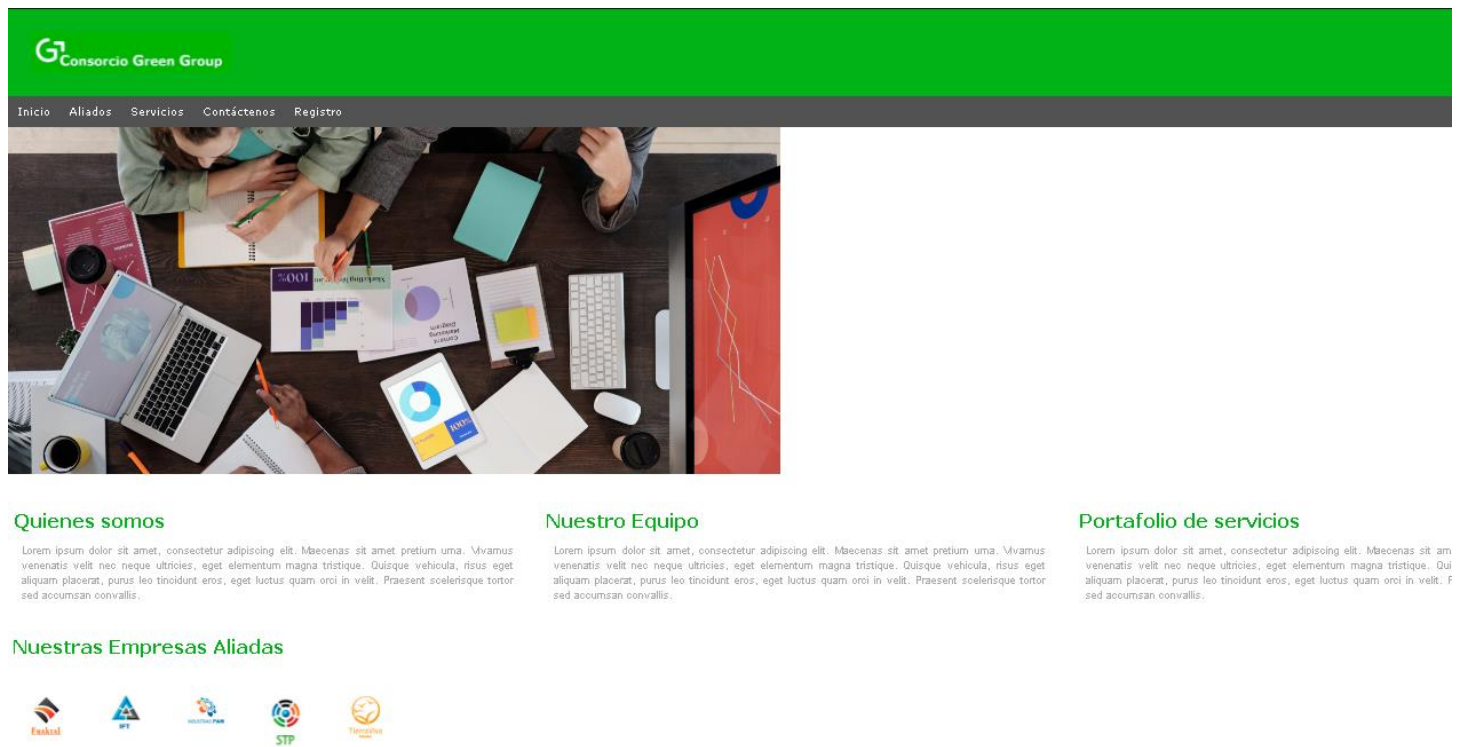 Consorcio Green Group
Inicio Aliados Servicios Contáctenos Registro
100%
100%
Quienes somos
Lorem ipsum dolor sit amet, consectetur adipiscing elit. Maecenas sit amet pretium urna. Vivamus
venenatis velit nec neque ultricies, eget elementum magna tristique. Quisque vehicula, risus eget
aliquam placerat, purus leo tincidunt eros, eget luctus quam orci in velit. Praesent scelerisque tortor
sed accumsan convallis.
Nuestro Equipo
Lorem ipsum dolor sit amet, consectetur adipiscing elit. Maecenas sit amet pretium urna. Vivamus
venenatis velit nec neque ultricies, eget elementum magna tristique. Quisque vehicula, risus eget
aliquam placerat, purus leo tincidunt eros, eget luctus quam orci in velit. Praesent scelerisque tortor
sed accumsan convallis.
Portafolio de servicios
Lorem ipsum dolor sit amet, consectetur adipiscing elit. Maecenas sit am
venenatis velit nec neque ultricies, eget elementum magna tristique. Qui
aliquam placerat, purus leo tincidunt eros, eget luctus quam orci in velit. F
sed accumsan convallis.
Nuestras Empresas Aliadas
Euskal
IFT
STP
TierraViva